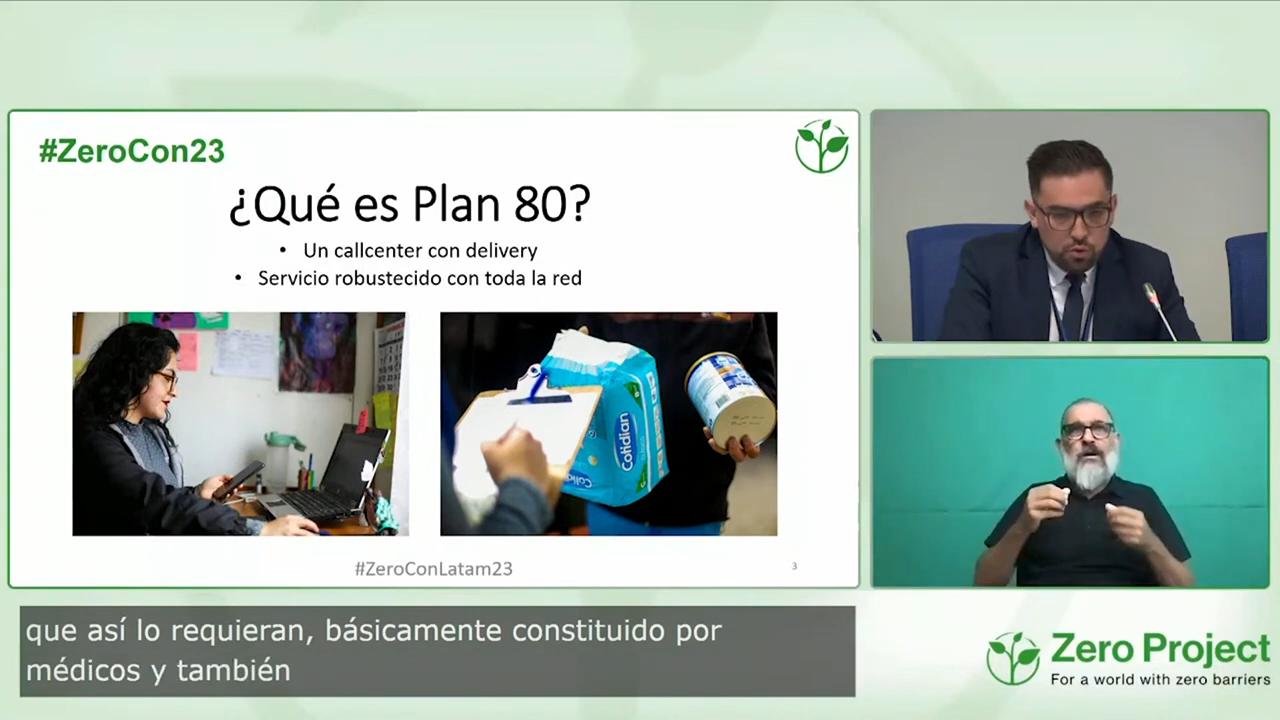 #ZeroCon23
¿Qué es Plan 80?
• Un callcenter con delivery
• Servicio robustecido con toda la red
Cotidian
#ZeroConLatam23
3
que así lo requieran, básicamente constituido por
médicos y también
Zero Project
For a world with zero barriers